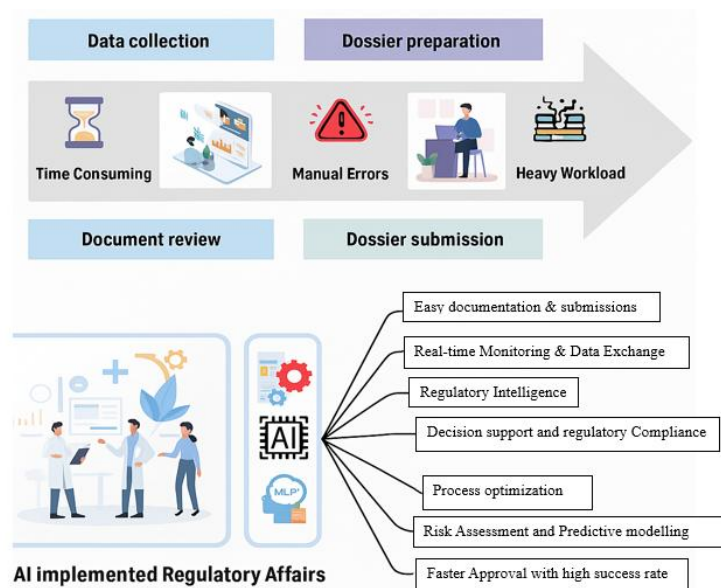 Data collection
Dossier preparation
Time Consuming
Manual Errors
Heavy Workload
Document review
Dossier submission
Easy documentation & submissions
Real-time Monitoring & Data Exchange
Regulatory Intelligence
AI
Decision support and regulatory Compliance
MLP'
Process optimization
Risk Assessment and Predictive modelling
Faster Approval with high success rate
AI implemented Regulatory Affairs